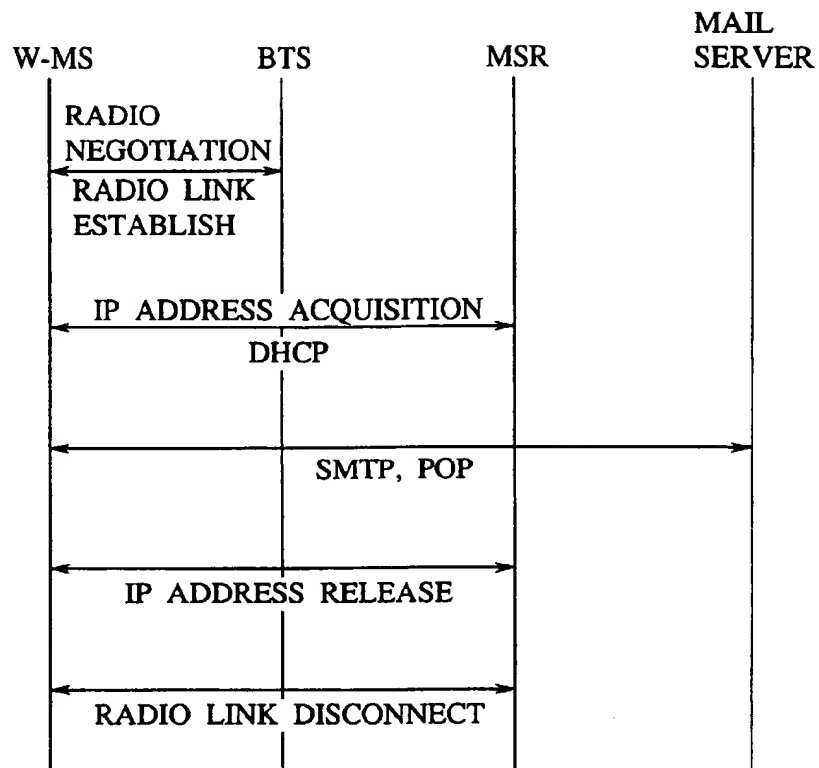 MAIL
W-MS BTS MSR SERVER
RADIO
NEGOTIATION
RADIO LINK
ESTABLISH
IP ADDRESS ACQUISITION
DHCP
SMTP, POP
IP ADDRESS RELEASE
RADIO LINK DISCONNECT